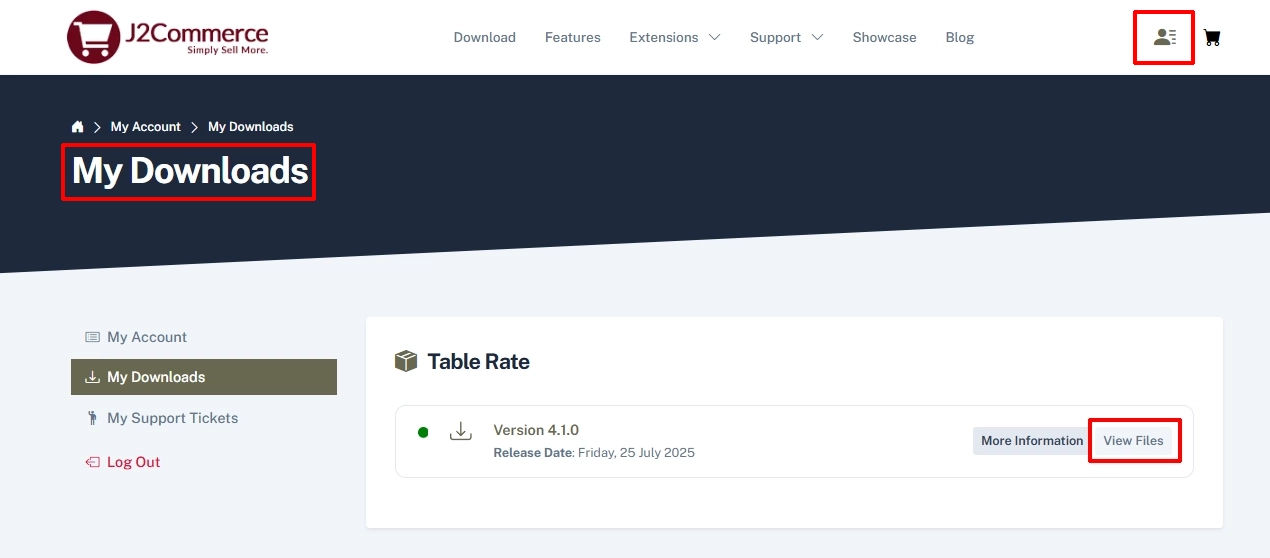 J2Commerce
Simply Sell More.
Download Features Extensions Support Showcase Blog
My Account My Downloads
My Downloads
My Account
My Downloads
My Support Tickets
Log Out
Table Rate
Version 4.1.0
Release Date: Friday, 25 July 2025
More Information View Files